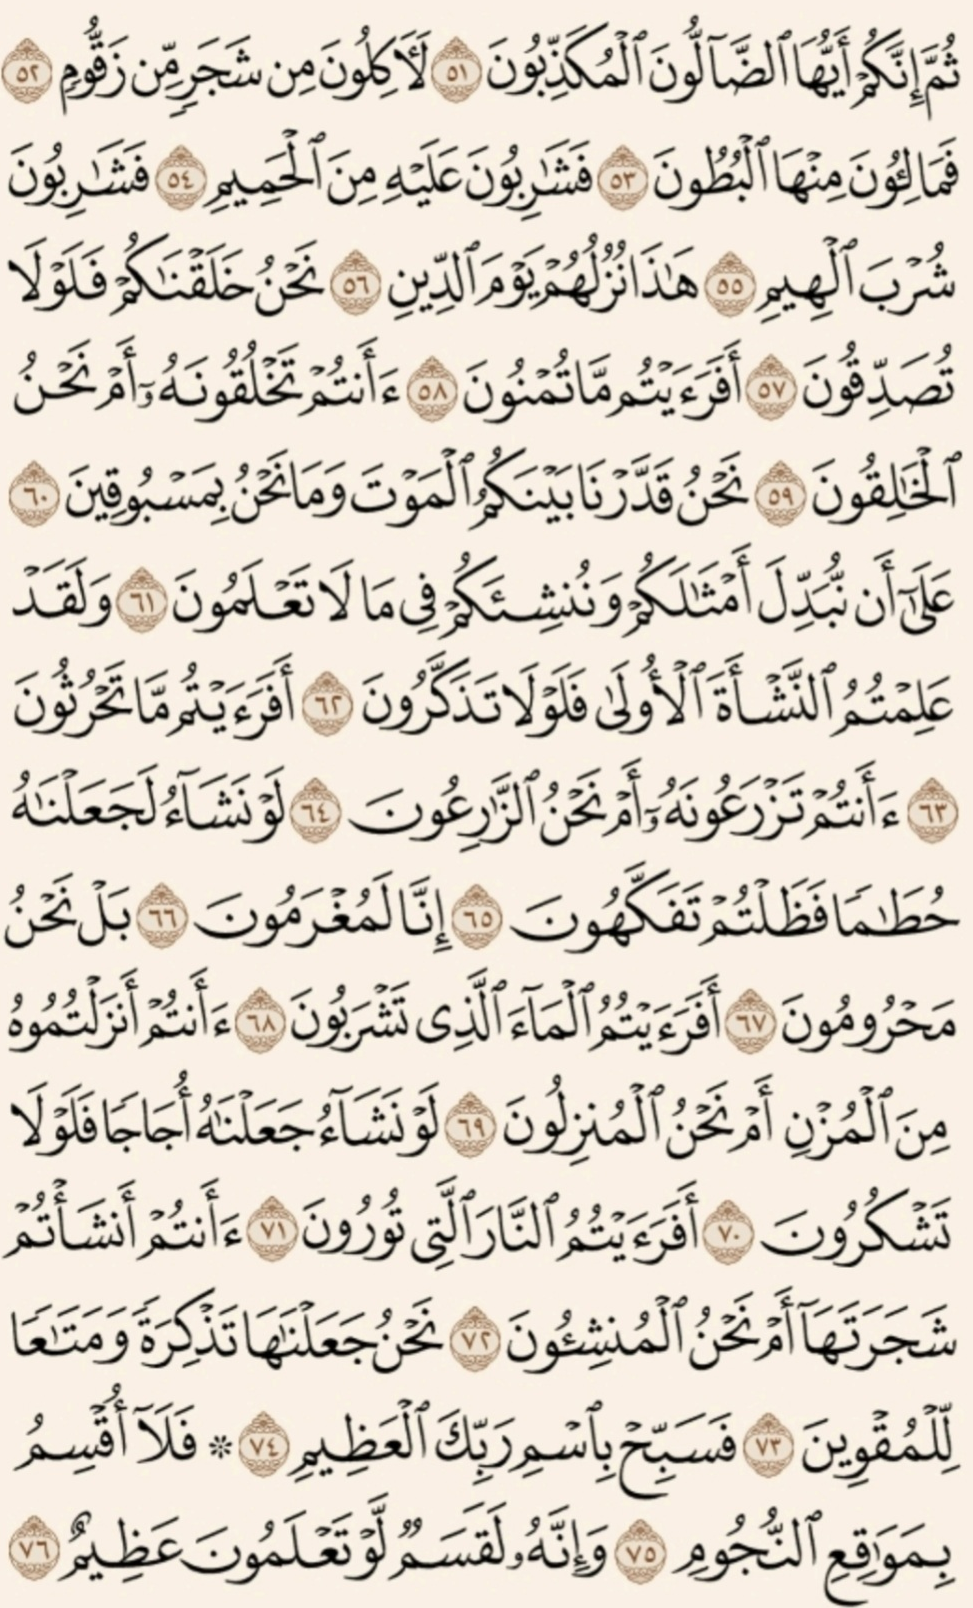 ثُمَّ إِنَّكُمْ أَيُّهَا ٱلضَّآلُّونَ ٱلْمُكَذِّبُونَ ٥١ لَـَٔاكِلُونَ مِن شَجَرٍ مِّن زَقُّومٍ ٥٢
فَمَالِـُٔونَ مِنْهَا ٱلْبُطُونَ ٥٣ فَشَٰرِبُونَ عَلَيْهِ مِنَ ٱلْحَمِيمِ ٥٤ فَشَٰرِبُونَ
شُرْبَ ٱلْهِيمِ ٥٥ هَٰذَا نُزُلُهُمْ يَوْمَ ٱلدِّينِ ٥٦ نَحْنُ خَلَقْنَٰكُمْ فَلَوْلَا
تُصَدِّقُونَ ٥٧ أَفَرَءَيْتُم مَّا تُمْنُونَ ٥٨ ءَأَنتُمْ تَخْلُقُونَهُۥٓ أَمْ نَحْنُ
ٱلْخَٰلِقُونَ ٥٩ نَحْنُ قَدَّرْنَا بَيْنَكُمُ ٱلْمَوْتَ وَمَا نَحْنُ بِمَسْبُوقِينَ ٦٠
عَلَىٰٓ أَن نُّبَدِّلَ أَمْثَٰلَكُمْ وَنُنشِئَكُمْ فِى مَا لَا تَعْلَمُونَ ٦١ وَلَقَدْ
عَلِمْتُمُ ٱلنَّشْأَةَ ٱلْأُولَىٰ فَلَوْلَا تَذَكَّرُونَ ٦٢ أَفَرَءَيْتُم مَّا تَحْرُثُونَ
٦٣ ءَأَنتُمْ تَزْرَعُونَهُۥٓ أَمْ نَحْنُ ٱلزَّٰرِعُونَ ٦٤ لَوْ نَشَآءُ لَجَعَلْنَٰهُ
حُطَٰمًا فَظَلْتُمْ تَفَكَّهُونَ ٦٥ إِنَّا لَمُغْرَمُونَ ٦٦ بَلْ نَحْنُ
مَحْرُومُونَ ٦٧ أَفَرَءَيْتُمُ ٱلْمَآءَ ٱلَّذِى تَشْرَبُونَ ٦٨ ءَأَنتُمْ أَنزَلْتُمُوهُ
مِنَ ٱلْمُزْنِ أَمْ نَحْنُ ٱلْمُنزِلُونَ ٦٩ لَوْ نَشَآءُ جَعَلْنَٰهُ أُجَاجًا فَلَوْلَا
تَشْكُرُونَ ٧٠ أَفَرَءَيْتُمُ ٱلنَّارَ ٱلَّتِى تُورُونَ ٧١ ءَأَنتُمْ أَنشَأْتُمْ
شَجَرَتَهَآ أَمْ نَحْنُ ٱلْمُنشِـُٔونَ ٧٢ نَحْنُ جَعَلْنَٰهَا تَذْكِرَةً وَمَتَٰعًا
لِّلْمُقْوِينَ ٧٣ فَسَبِّحْ بِٱسْمِ رَبِّكَ ٱلْعَظِيمِ ٧٤ ۞ فَلَآ أُقْسِمُ
بِمَوَٰقِعِ ٱلنُّجُومِ ٧٥ وَإِنَّهُۥ لَقَسَمٌ لَّوْ تَعْلَمُونَ عَظِيمٌ ٧٦